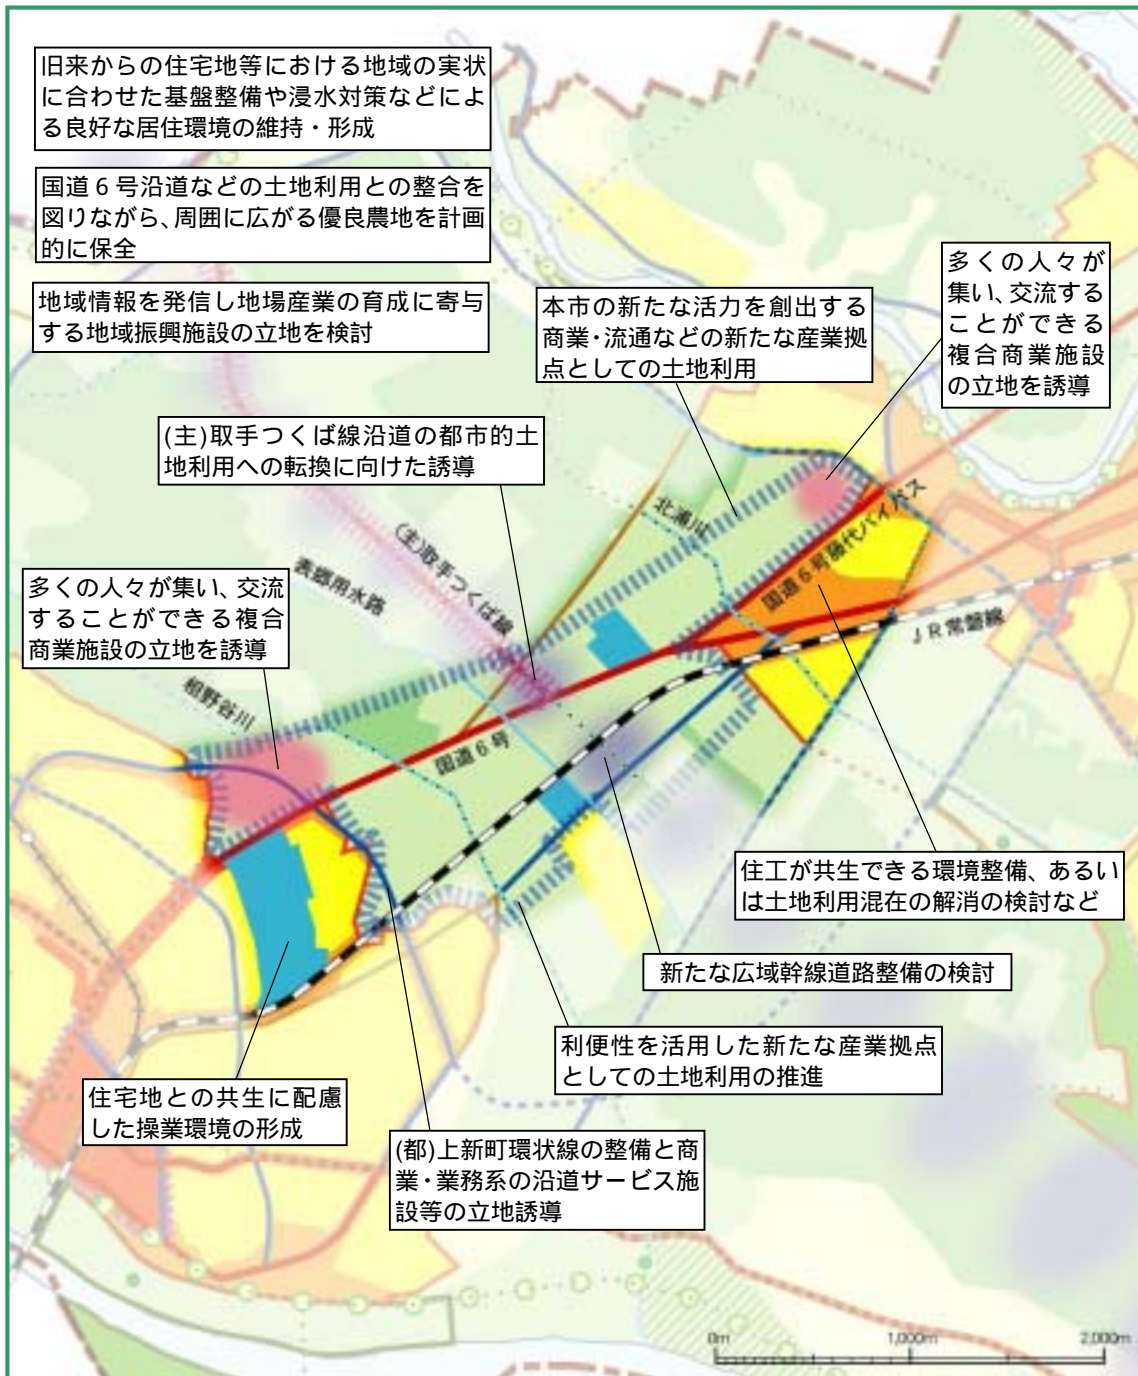 旧来からの住宅地等における地域の実状
に合わせた基盤整備や浸水対策などによ
る良好な居住環境の維持・形成
国道６号沿道などの土地利用との整合を
図りながら、周囲に広がる優良農地を計画
的に保全
地域情報を発信し地場産業の育成に寄与
する地域振興施設の立地を検討
本市の新たな活力を創出する
商業・流通などの新たな産業拠
点としての土地利用
多くの人々が
集い、交流する
ことができる
複合商業施設
の立地を誘導
(主)取手つくば線沿道の都市的土
地利用への転換に向けた誘導
北浦川
国道６号藤代バイパス
(主)取手つくば線
表郷用水路
ＪＲ常磐線
多くの人々が集い、交流
することができる複合
商業施設の立地を誘導
相野谷川
国道６号
住工が共生できる環境整備、あるい
は土地利用混在の解消の検討など
新たな広域幹線道路整備の検討
利便性を活用した新たな産業拠点
としての土地利用の推進
住宅地との共生に配慮
した操業環境の形成
(都)上新町環状線の整備と商
業・業務系の沿道サービス施
設等の立地誘導
0m 1,000m 2,000m